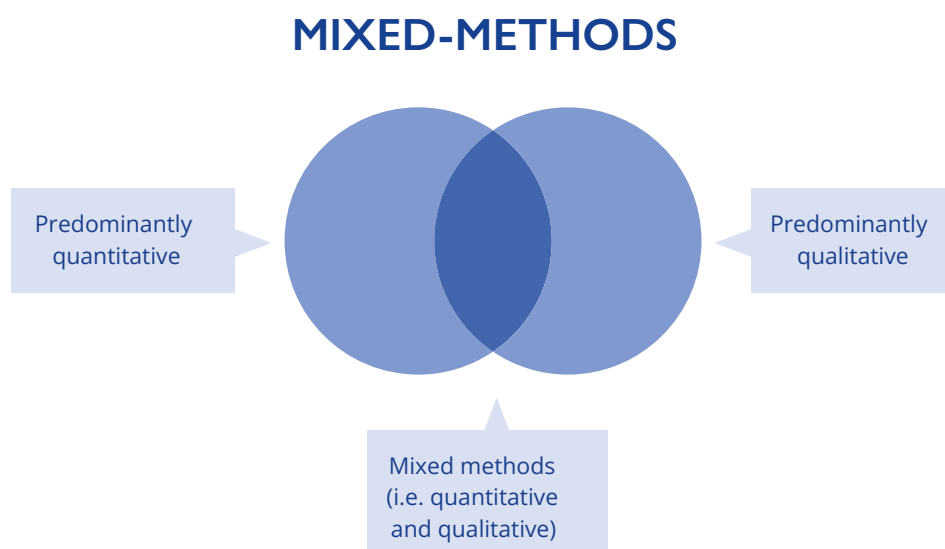 MIXED-METHODS
Predominantly
quantitative
Predominantly
qualitative
Mixed methods
(i.e. quantitative
and qualitative)